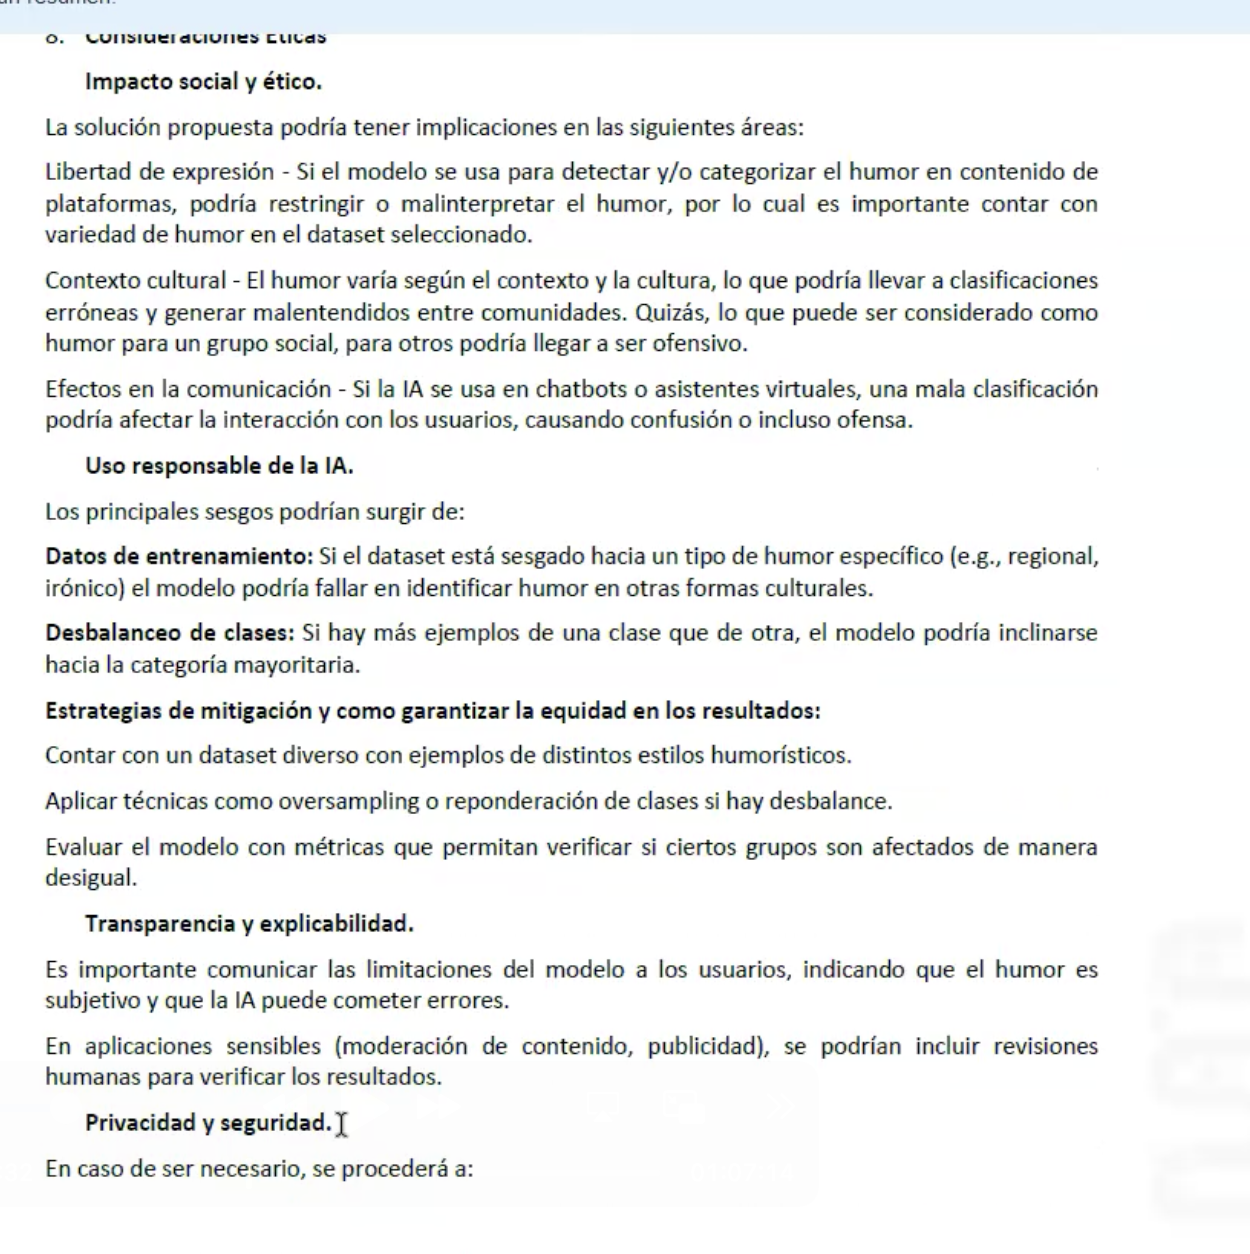 un resumen.
8. Consideraciones Éticas
Impacto social y ético.
La solución propuesta podría tener implicaciones en las siguientes áreas:
Libertad de expresión - Si el modelo se usa para detectar y/o categorizar el humor en contenido de
plataformas, podría restringir o malinterpretar el humor, por lo cual es importante contar con
variedad de humor en el dataset seleccionado.
Contexto cultural - El humor varía según el contexto y la cultura, lo que podría llevar a clasificaciones
erróneas y generar malentendidos entre comunidades. Quizás, lo que puede ser considerado como
humor para un grupo social, para otros podría llegar a ser ofensivo.
Efectos en la comunicación - Si la IA se usa en chatbots o asistentes virtuales, una mala clasificación
podría afectar la interacción con los usuarios, causando confusión o incluso ofensa.
Uso responsable de la IA.
Los principales sesgos podrían surgir de:
Datos de entrenamiento: Si el dataset está sesgado hacia un tipo de humor específico (e.g., regional,
irónico) el modelo podría fallar en identificar humor en otras formas culturales.
Desbalanceo de clases: Si hay más ejemplos de una clase que de otra, el modelo podría inclinarse
hacia la categoría mayoritaria.
Estrategias de mitigación y como garantizar la equidad en los resultados:
Contar con un dataset diverso con ejemplos de distintos estilos humorísticos.
Aplicar técnicas como oversampling o reponderación de clases si hay desbalance.
Evaluar el modelo con métricas que permitan verificar si ciertos grupos son afectados de manera
desigual.
Transparencia y explicabilidad.
Es importante comunicar las limitaciones del modelo a los usuarios, indicando que el humor es
subjetivo y que la IA puede cometer errores.
En aplicaciones sensibles (moderación de contenido, publicidad), se podrían incluir revisiones
humanas para verificar los resultados.
Privacidad y seguridad.
En caso de ser necesario, se procederá a: